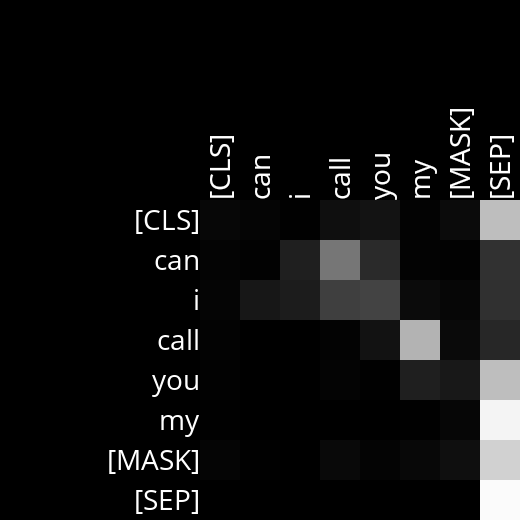 [CLS] can i call you my [MASK] [SEP]
[CLS]
can
i
call
you
my
[MASK]
[SEP]